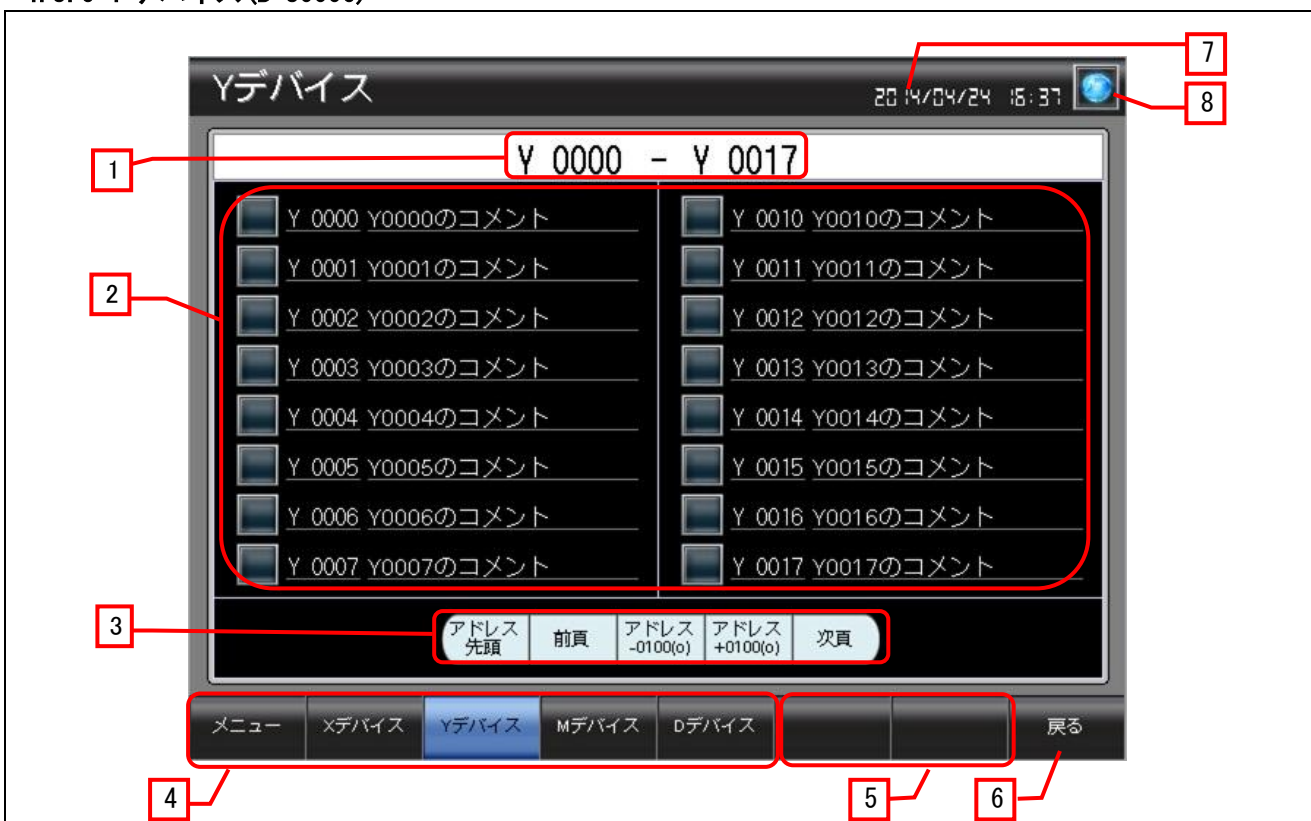 Yデバイス
2014/04/24 16:37
7
8
1
Y 0000 - Y 0017
2
Y 0000 Y0000のコメント
Y 0010 Y0010のコメント
Y 0001 Y0001のコメント
Y 0011 Y0011のコメント
Y 0002 Y0002のコメント
Y 0012 Y0012のコメント
Y 0003 Y0003のコメント
Y 0013 Y0013のコメント
Y 0004 Y0004のコメント
Y 0014 Y0014のコメント
Y 0005 Y0005のコメント
Y 0015 Y0015のコメント
Y 0006 Y0006のコメント
Y 0016 Y0016のコメント
Y 0007 Y0007のコメント
Y 0017 Y0017のコメント
3
アドレス
先頭
前頁
アドレス
-0100(o)
アドレス
+0100(o)
次頁
メニュー
Xデバイス
Yデバイス
Mデバイス
Dデバイス
戻る
4
5
6